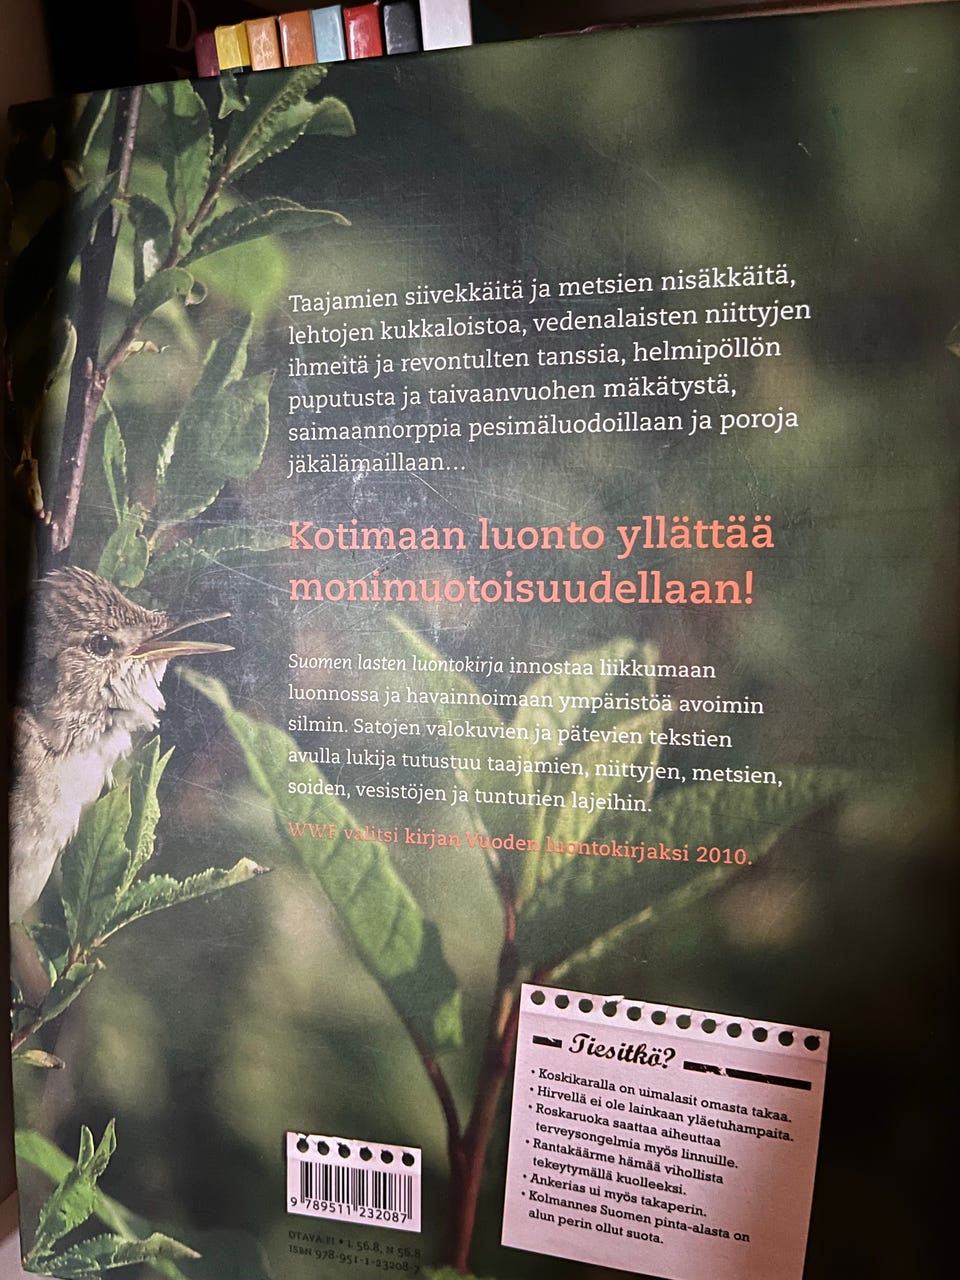 D
Taajamien siivekkäitä ja metsien nisäkkäitä,
lehtojen kukkaloistoa, vedenalaisten niittyjen
ihmeitä ja revontulten tanssia, helmipöllön
puputusta ja taivaanvuohen mäkätystä,
saimaannorppia pesimäluodoillaan ja poroja
jäkälämaillaan...
Kotimaan luonto yllättää
monimuotoisuudellaan!
Suomen lasten luontokirja innostaa liikkumaan
luonnossa ja havainnoimaan ympäristöä avoimin
silmin. Satojen valokuvien ja pätevien tekstien
avulla lukija tutustuu taajamien, niittyjen, metsien,
soiden, vesistöjen ja tunturien lajeihin.
WWF valitsi kirjan Vuoden luontokirjaksi 2010.
Tiesitkö?
• Koskikaralla on uimalasit omasta takaa.
• Hirvellä ei ole lainkaan yläetuhampaita.
• Roskaruoka saattaa aiheuttaa
terveysongelmia myös linnuille.
• Rantakäärme hämää vihollista
tekeytymällä kuolleeksi.
• Ankerias ui myös takaperin.
• Kolmannes Suomen pinta-alasta on
alun perin ollut suota.
9 789511 232087
OTAVA.FI • L 56.8, N 56.8
ISBN 978-951-1-23208-7